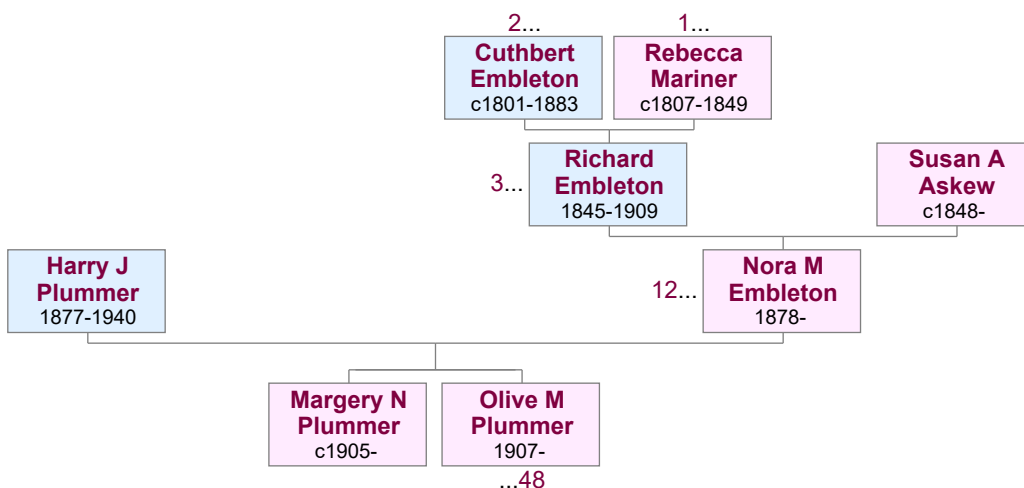 2...
1...
Cuthbert
Embleton
c1801-1883
Rebecca
Mariner
c1807-1849
3...
Richard
Embleton
1845-1909
Susan A
Askew
c1848-
Harry J
Plummer
1877-1940
12...
Nora M
Embleton
1878-
Margery N
Plummer
c1905-
Olive M
Plummer
1907-
...48